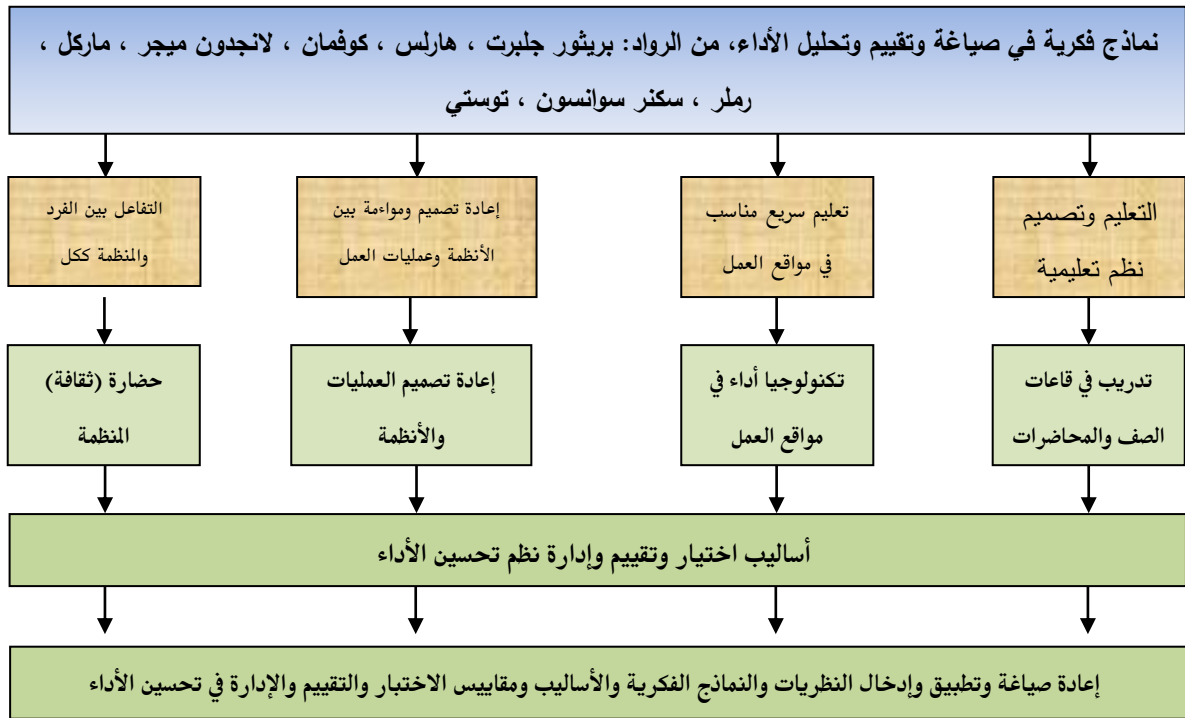 نماذج فكرية في صياغة وتقييم وتحليل الأداء، من الرواد: بريثور جلبرت ، هارلس ، كوفمان ، لانجدون ميجر ، ماركل ،
رملر ، سكنر سوانسون ، توستي
التعليم وتصميم
نظم تعليمية
تعليم سريع مناسب
في مواقع العمل
إعادة تصميم ومواءمة بين
الأنظمة وعمليات العمل
التفاعل بين الفرد
والمنظمة ككل
تدريب في قاعات
الصف والمحاضرات
تكنولوجيا أداء في
مواقع العمل
إعادة تصميم العمليات
والأنظمة
حضارة (ثقافة)
المنظمة
أساليب اختيار وتقييم وإدارة نظم تحسين الأداء
إعادة صياغة وتطبيق وإدخال النظريات والنماذج الفكرية والأساليب ومقاييس الاختبار والتقييم والإدارة في تحسين الأداء